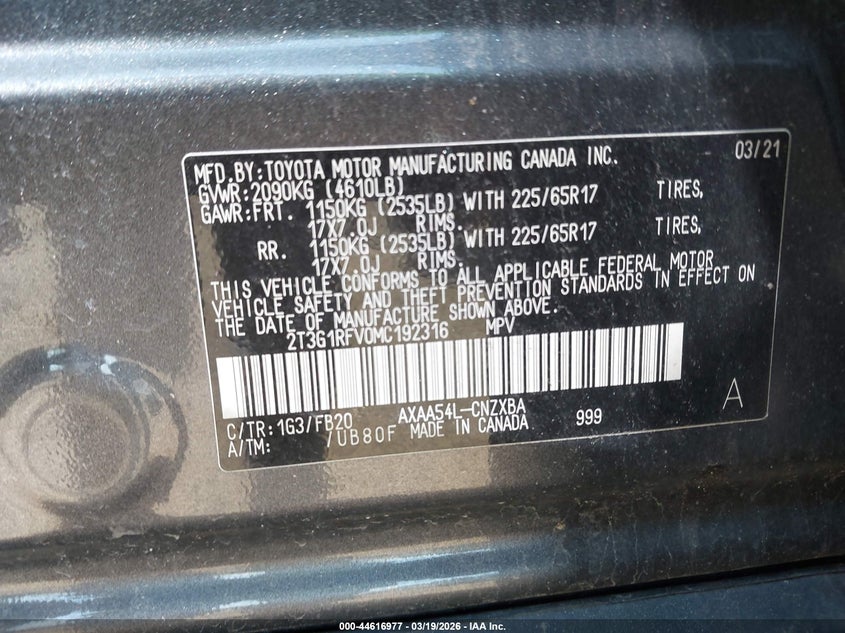 MFD.BY:TOYOTA MOTOR MANUFACTURING CANADA INC. 03/21
GVWR:2090KG (4610LB)
GAWR:FRT. 1150KG (2535LB) WITH 225/65R17 TIRES,
17X7.0J RIMS.
RR. 1150KG (2535LB) WITH 225/65R17 TIRES,
17X7.0J RIMS.
THIS VEHICLE CONFORMS TO ALL APPLICABLE FEDERAL MOTOR
VEHICLE SAFETY AND THEFT PREVENTION STANDARDS IN EFFECT ON
THE DATE OF MANUFACTURE SHOWN ABOVE.
2T3G1RFV0MC192316 MPV
C/TR:1G3/FB20 AXAA54L-CNZXBA 999 A
A/TM: /UB80F MADE IN CANADA
000-44616977 — 03/19/2026 — IAA Inc.